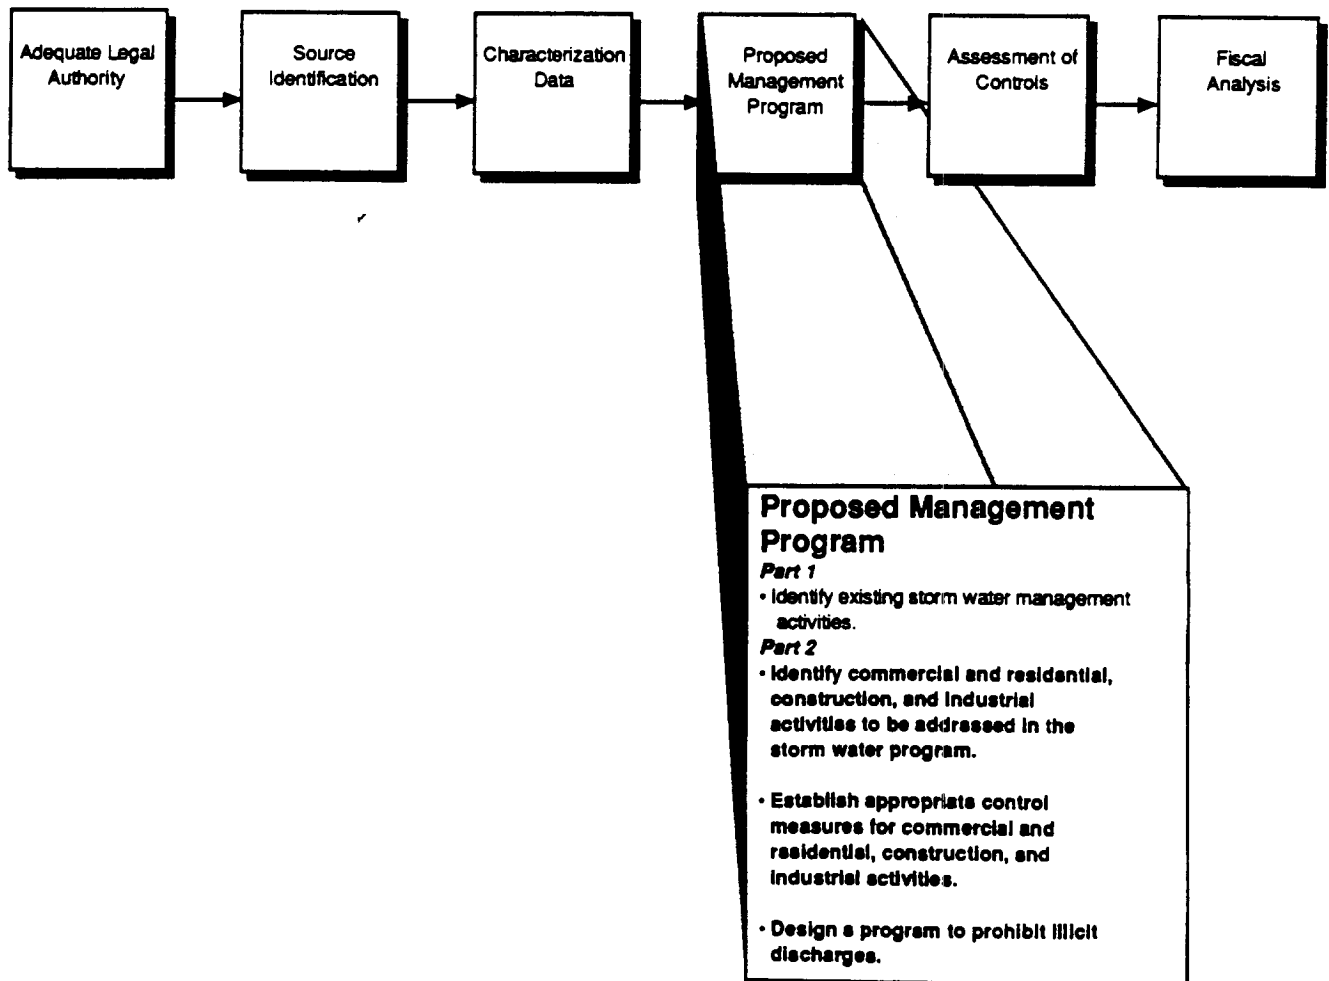 Adequate Legal
Authority
Source
Identification
Characterization
Data
Proposed
Management
Program
Assessment of
Controls
Fiscal
Analysis
Proposed Management
Program
Part 1
• Identify existing storm water management
activities.
Part 2
• Identify commercial and residential,
construction, and industrial
activities to be addressed in the
storm water program.
• Establish appropriate control
measures for commercial and
residential, construction, and
industrial activities.
• Design a program to prohibit illicit
discharges.